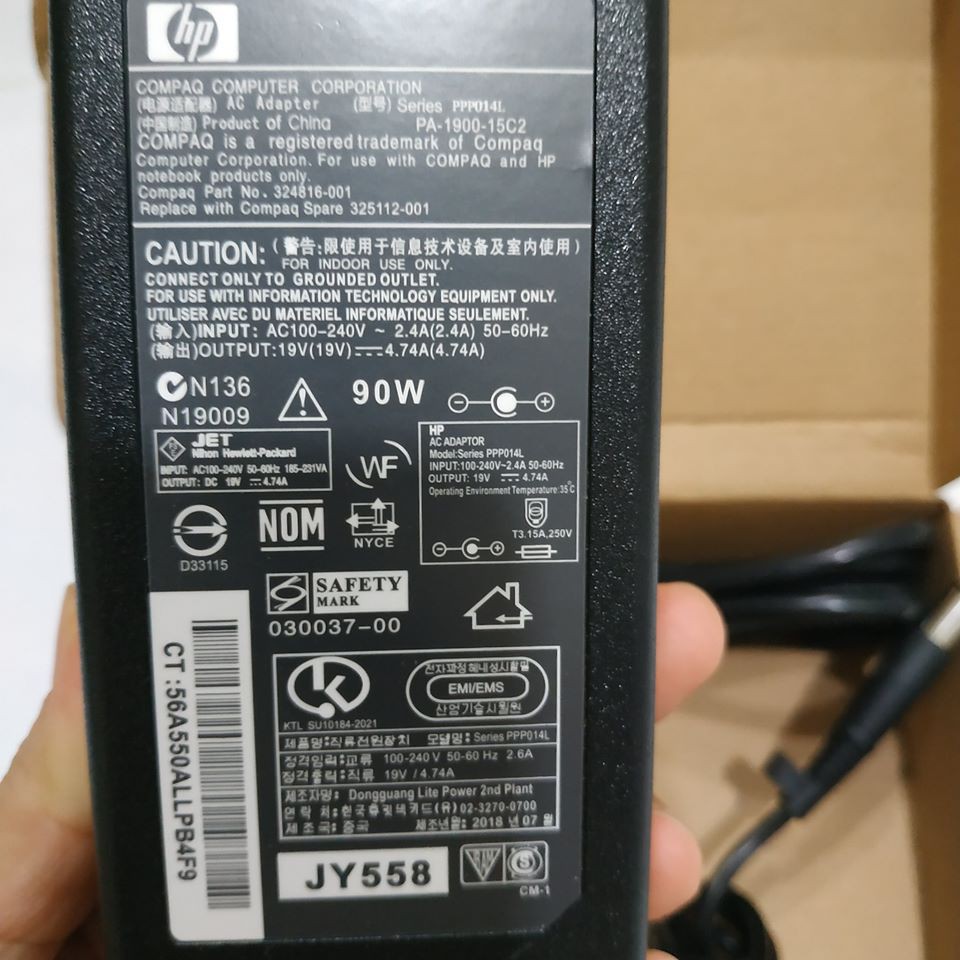 hp
COMPAQ COMPUTER CORPORATION
(电源适配器) AC Adapter (型号) Series PPP014L
(中国制造) Product of China PA-1900-15C2
COMPAQ is a registered trademark of Compaq
Computer Corporation. For use with COMPAQ and HP
notebook products only.
Compaq Part No. 324816-001
Replace with Compaq Spare 325112-001
CAUTION: (警告:限使用于信息技术设备及室内使用)
FOR INDOOR USE ONLY.
CONNECT ONLY TO GROUNDED OUTLET.
FOR USE WITH INFORMATION TECHNOLOGY EQUIPMENT ONLY.
UTILISER AVEC DU MATERIEL INFORMATIQUE SEULEMENT.
(输入)INPUT: AC100-240V ~ 2.4A(2.4A) 50-60Hz
(输出)OUTPUT:19V(19V)⎓4.74A(4.74A)
N136
N19009
90W
JET
Nihon Hewlett-Packard
INPUT: AC100-240V 50-60Hz 185-231VA
OUTPUT: DC 19V ⎓4.74A
WF
HP
AC ADAPTOR
Model:Series PPP014L
INPUT:100-240V~2.4A 50-60Hz
OUTPUT: 19V ⎓ 4.74A
Operating Environment Temperature:35°C
T3.15A,250V
D33115
NOM
NYCE
SAFETY
MARK
030037-00
KTL SU10184-2021
EMI/EMS
제품명:직류전원장치 모델명: Series PPP014L
정격입력:교류 100-240V 50-60 Hz 2.6A
정격출력:직류 19V / 4.74A
제조자명: Dongguang Lite Power 2nd Plant
02-3270-0700
제조국: 중국 제조년월: 2018 년 07 월
JY558
CM-1
CT:56A550ALLPB4F9